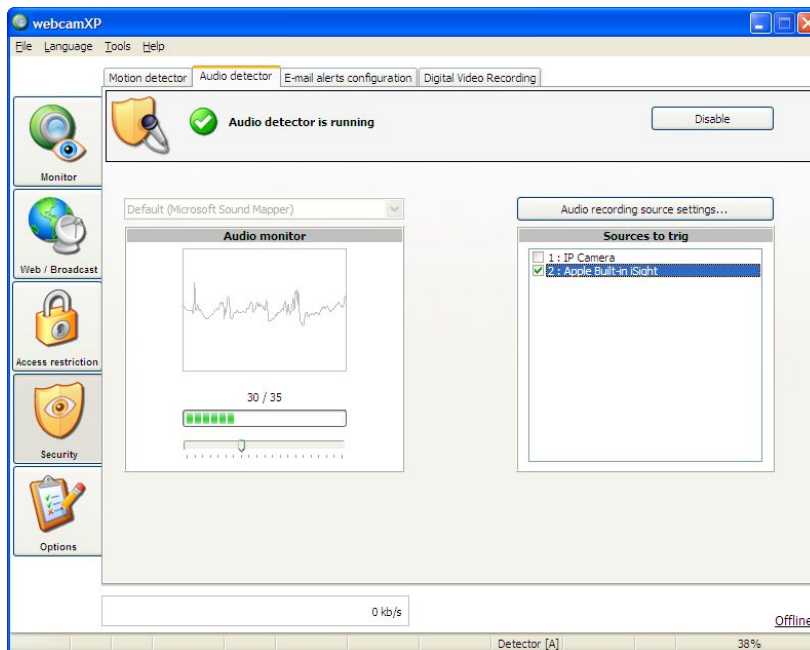 webcamXP
File Language Tools Help
Motion detector Audio detector E-mail alerts configuration Digital Video Recording
Audio detector is running
Disable
Monitor
Web / Broadcast
Access restriction
Security
Options
Default (Microsoft Sound Mapper)
Audio monitor
30 / 35
Audio recording source settings...
Sources to trig
1 : IP Camera
2 : Apple Built-in iSight
0 kb/s
Offline
Detector [A] 38%